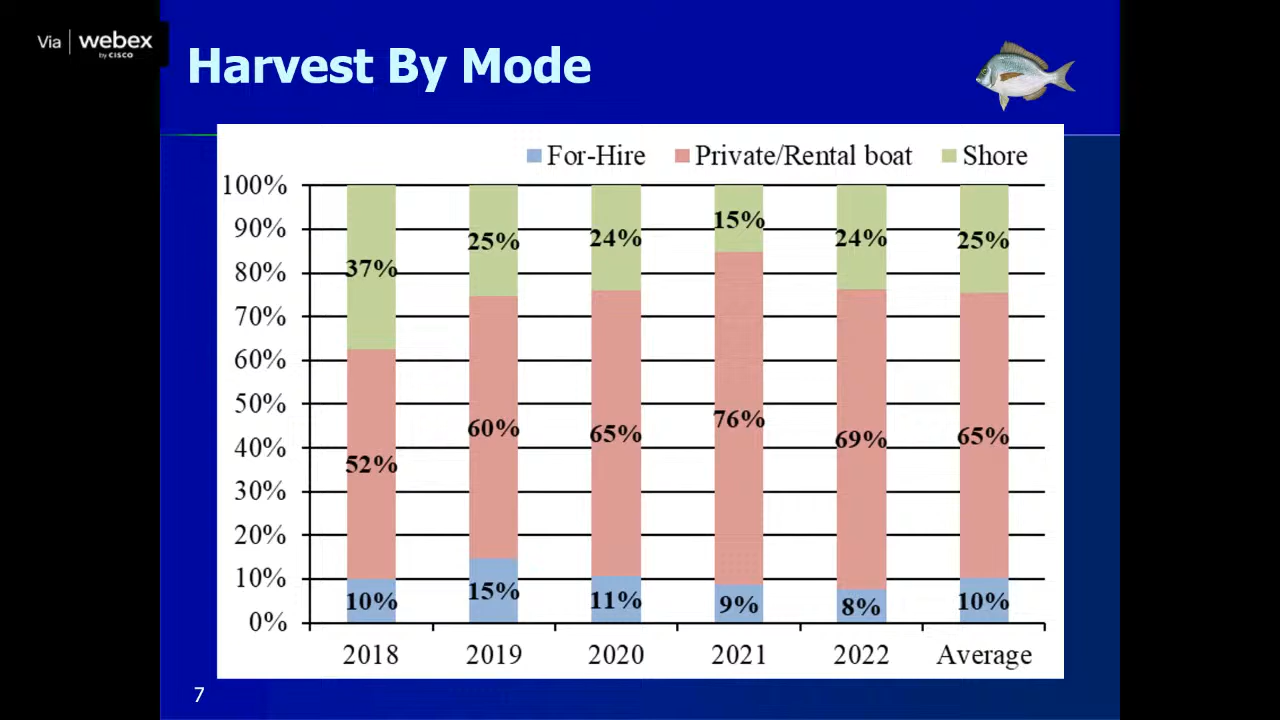 Via webex
by CISCO
Harvest By Mode
For-Hire Private/Rental boat Shore
100%
90%
80%
70%
60%
50%
40%
30%
20%
10%
0%
37% 25% 24% 15% 24% 25%
52% 60% 65% 76% 69% 65%
10% 15% 11% 9% 8% 10%
2018 2019 2020 2021 2022 Average
7